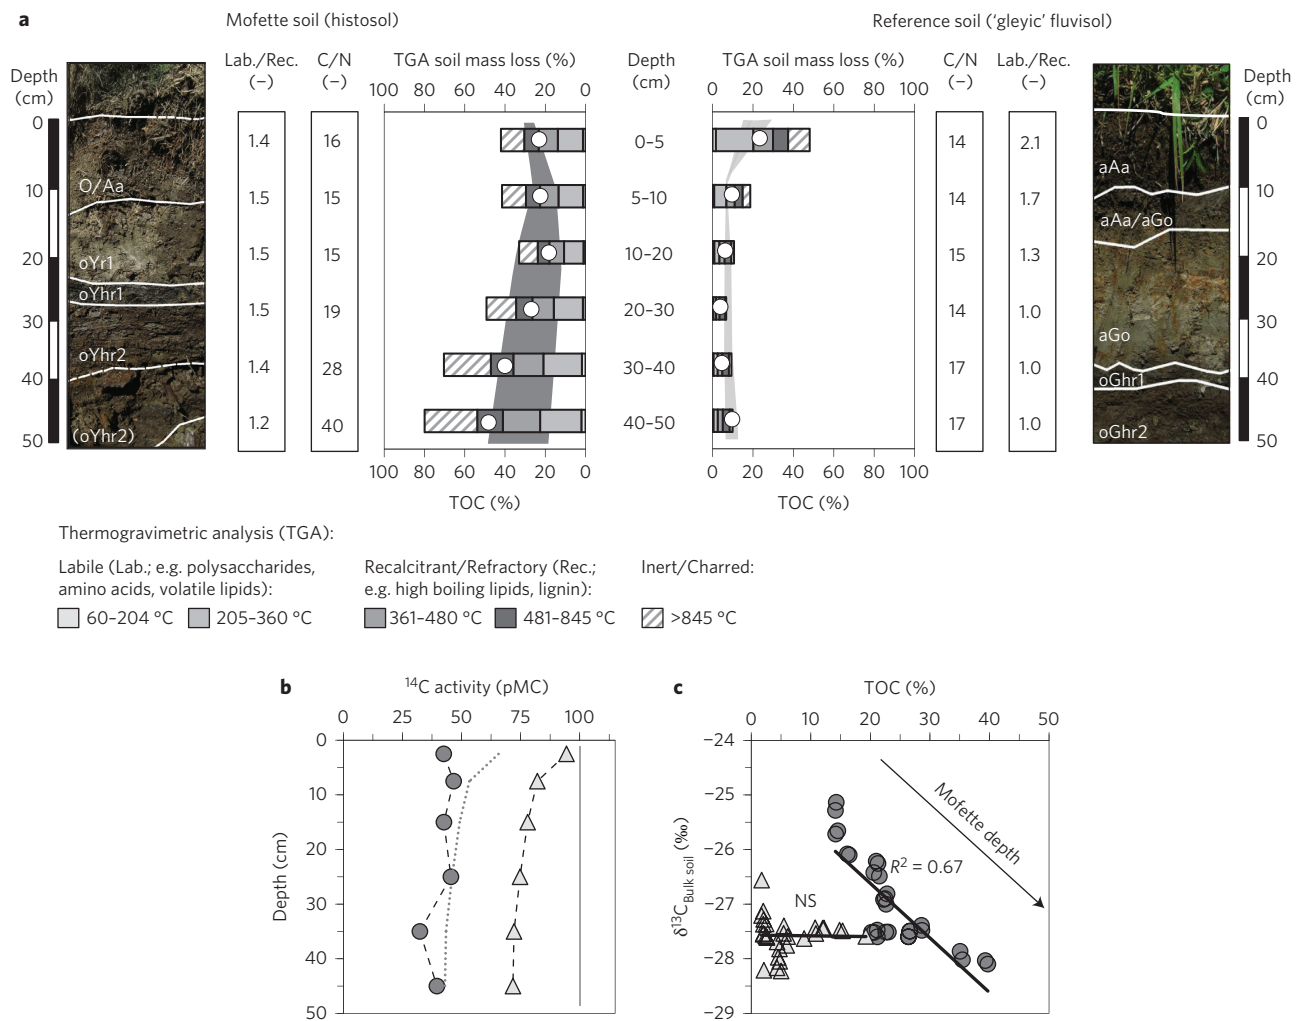 a
Mofette soil (histosol)
Reference soil ('gleyic' fluvisol)
Depth
(cm)
Lab./Rec.
(–)
C/N
(–)
TGA soil mass loss (%)
Depth
(cm)
TGA soil mass loss (%)
C/N
(–)
Lab./Rec.
(–)
Depth
(cm)
80 60 40 20 0
0 20 40 60 80 100
0
10
20
30
40
50
O/Aa
oYr1
oYhr1
oYhr2
(oYhr2)
1.4
1.5
1.5
1.5
1.4
1.2
16
15
15
19
28
40
0–5
5–10
10–20
20–30
30–40
40–50
14
14
15
14
17
17
2.1
1.7
1.3
1.0
1.0
1.0
aAa
aAa/aGo
aGo
oGhr1
oGhr2
0
10
20
30
40
50
100 100 80 60 40 20 0
0 20 40 60 80 100
TOC (%)
TOC (%)
Thermogravimetric analysis (TGA):
Labile (Lab.; e.g. polysaccharides,
amino acids, volatile lipids):
60–204 °C 205–360 °C
Recalcitrant/Refractory (Rec.;
e.g. high boiling lipids, lignin):
361–480 °C 481–845 °C
Inert/Charred:
>845 °C
b
14C activity (pMC)
0 25 50 75 100
0
10
20
30
40
50
Depth (cm)
c
TOC (%)
0 10 20 30 40 50
−24
−25
−26
−27
−28
−29
δ13CBulk soil (‰)
Mofette depth
R2 = 0.67
NS